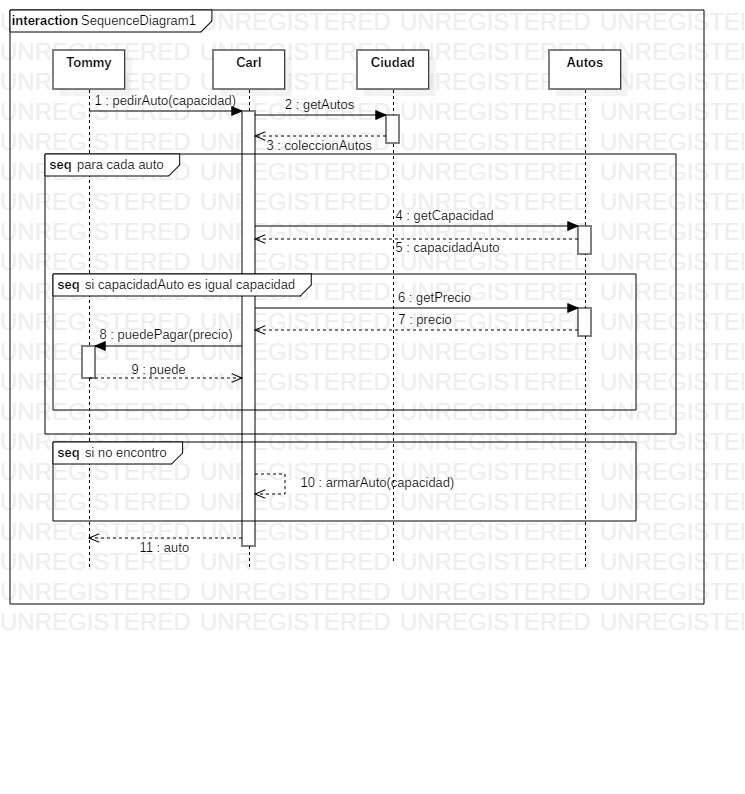 interaction SequenceDiagram1
Tommy
Carl
Ciudad
Autos
1 : pedirAuto(capacidad)
2 : getAutos
3 : coleccionAutos
seq para cada auto
4 : getCapacidad
5 : capacidadAuto
seq si capacidadAuto es igual capacidad
6 : getPrecio
7 : precio
8 : puedePagar(precio)
9 : puede
seq si no encontro
10 : armarAuto(capacidad)
11 : auto
UNREGISTERED